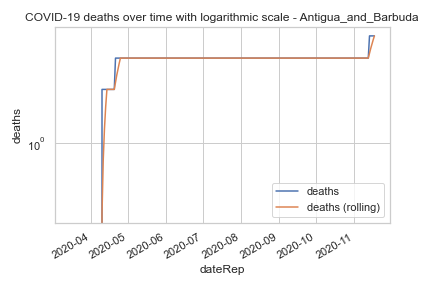 COVID-19 deaths over time with logarithmic scale - Antigua_and_Barbuda
deaths
10⁰
deaths
deaths (rolling)
2020-04
2020-05
2020-06
2020-07
2020-08
2020-09
2020-10
2020-11
dateRep